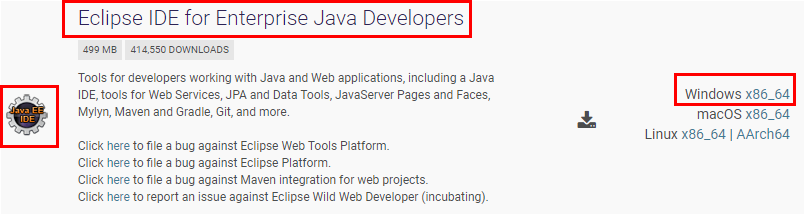 Eclipse IDE for Enterprise Java Developers
499 MB 414,550 DOWNLOADS
Tools for developers working with Java and Web applications, including a Java
IDE, tools for Web Services, JPA and Data Tools, JavaServer Pages and Faces,
Mylyn, Maven and Gradle, Git, and more.
Click here to file a bug against Eclipse Web Tools Platform.
Click here to file a bug against Eclipse Platform.
Click here to file a bug against Maven integration for web projects.
Click here to report an issue against Eclipse Wild Web Developer (incubating).
Java EE
IDE
Windows x86_64
macOS x86_64
Linux x86_64 | AArch64